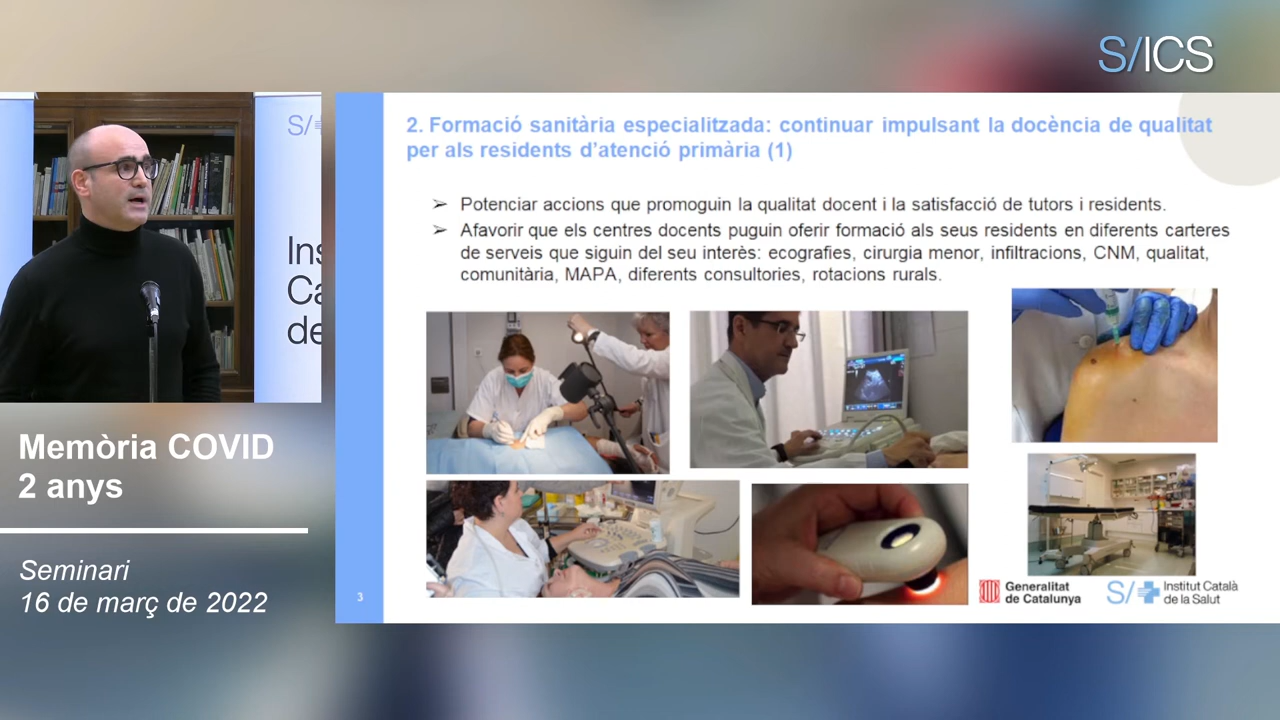 S/ICS
S/
Ins
Ca
de
Memòria COVID
2 anys
Seminari
16 de març de 2022
2. Formació sanitària especialitzada: continuar impulsant la docència de qualitat
per als residents d’atenció primària (1)
➢ Potenciar accions que promoguin la qualitat docent i la satisfacció de tutors i residents.
➢ Afavorir que els centres docents puguin oferir formació als seus residents en diferents carteres
de serveis que siguin del seu interès: ecografies, cirurgia menor, infiltracions, CNM, qualitat,
comunitària, MAPA, diferents consultories, rotacions rurals.
3
Generalitat
de Catalunya
S/
Institut Català
de la Salut